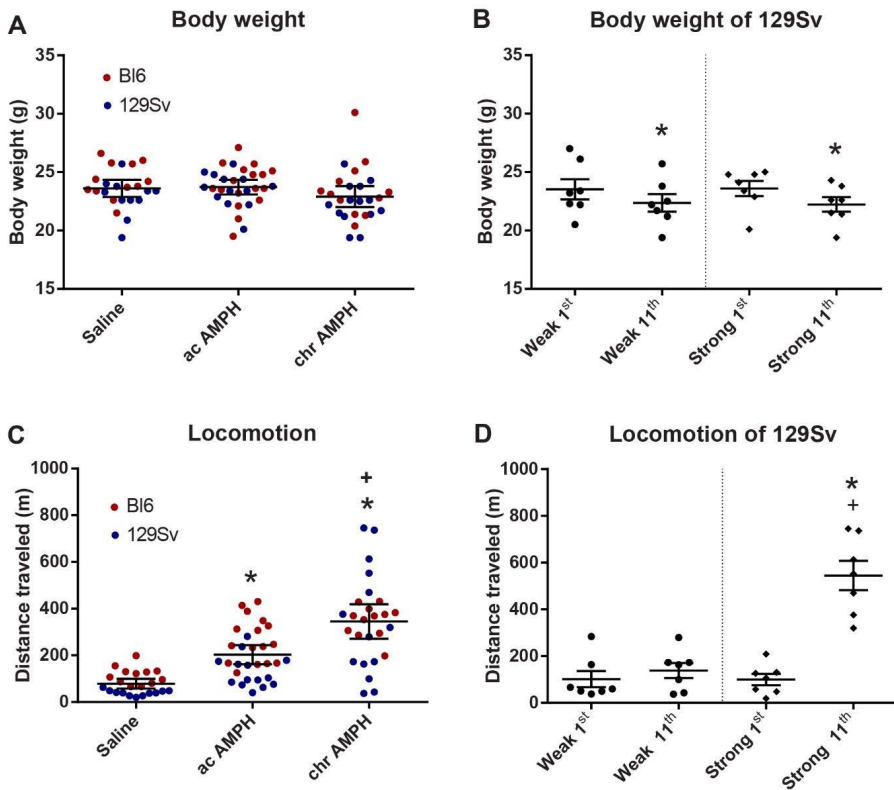 A
Body weight
Body weight (g)
35
30
25
20
15
Bl6
129Sv
Saline
ac AMPH
chr AMPH
B
Body weight of 129Sv
Body weight (g)
35
30
25
20
15
*
*
Weak 1st
Weak 11th
Strong 1st
Strong 11th
C
Locomotion
Distance traveled (m)
1000
800
600
400
200
0
Bl6
129Sv
*
+
*
Saline
ac AMPH
chr AMPH
D
Locomotion of 129Sv
Distance traveled (m)
1000
800
600
400
200
0
*
+
Weak 1st
Weak 11th
Strong 1st
Strong 11th